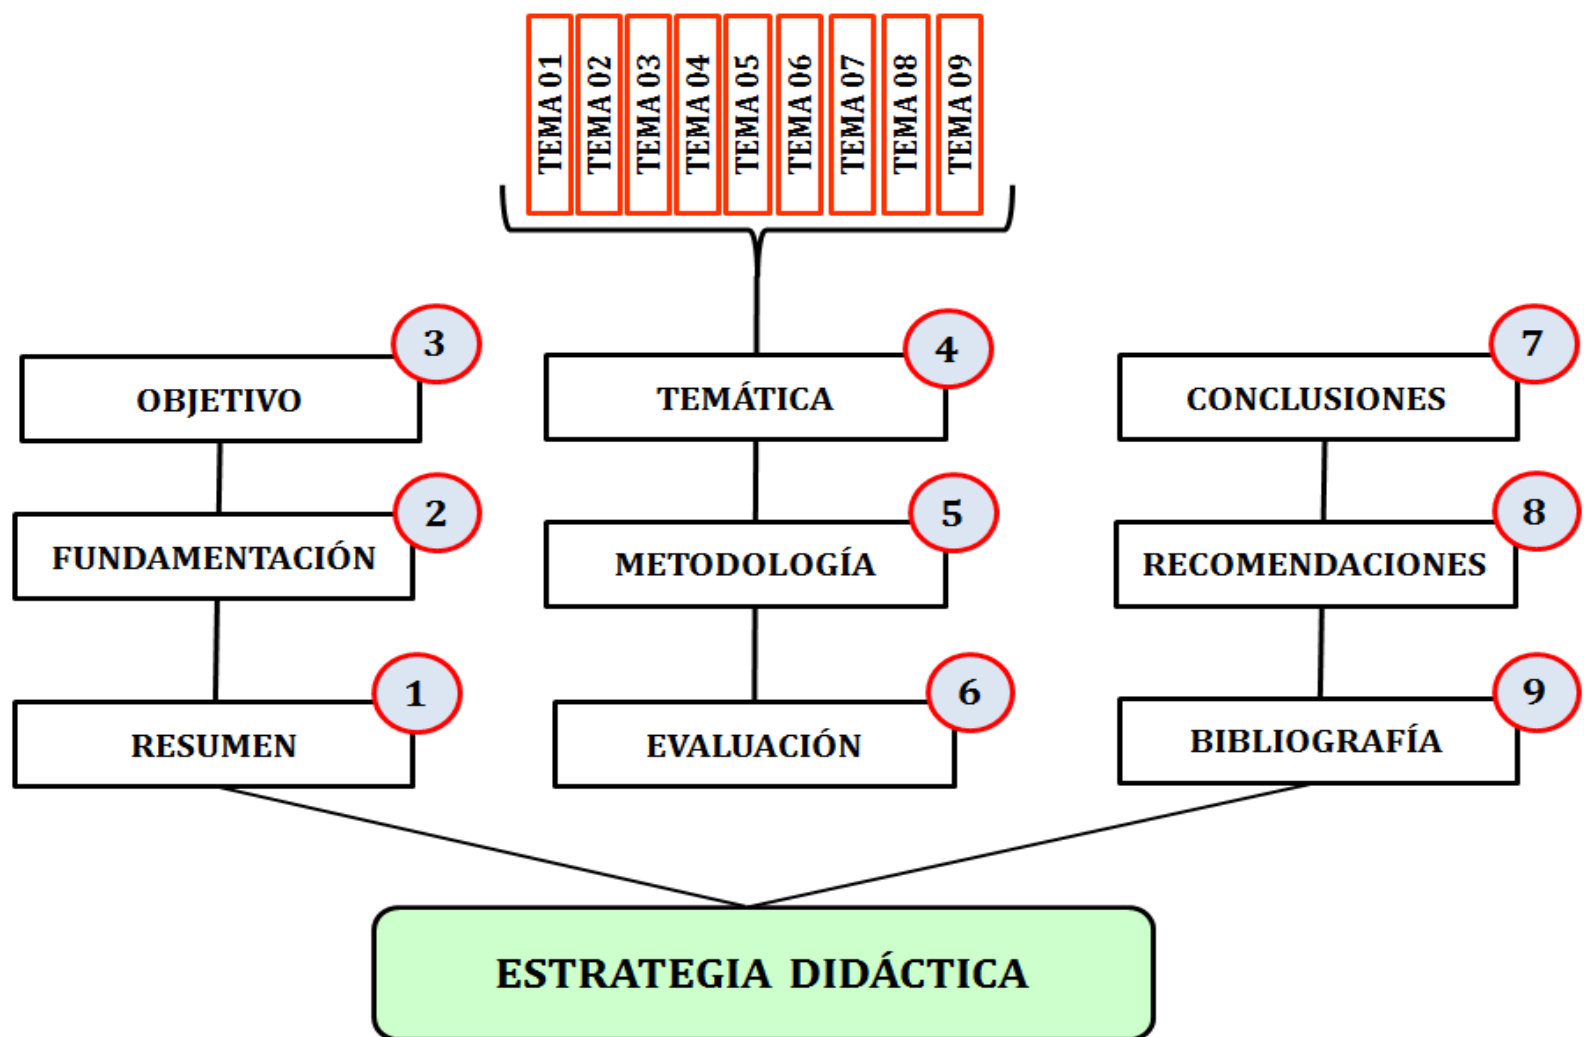 TEMA 01
TEMA 02
TEMA 03
TEMA 04
TEMA 05
TEMA 06
TEMA 07
TEMA 08
TEMA 09
3
OBJETIVO
4
TEMÁTICA
7
CONCLUSIONES
2
FUNDAMENTACIÓN
5
METODOLOGÍA
8
RECOMENDACIONES
1
RESUMEN
6
EVALUACIÓN
9
BIBLIOGRAFÍA
ESTRATEGIA DIDÁCTICA